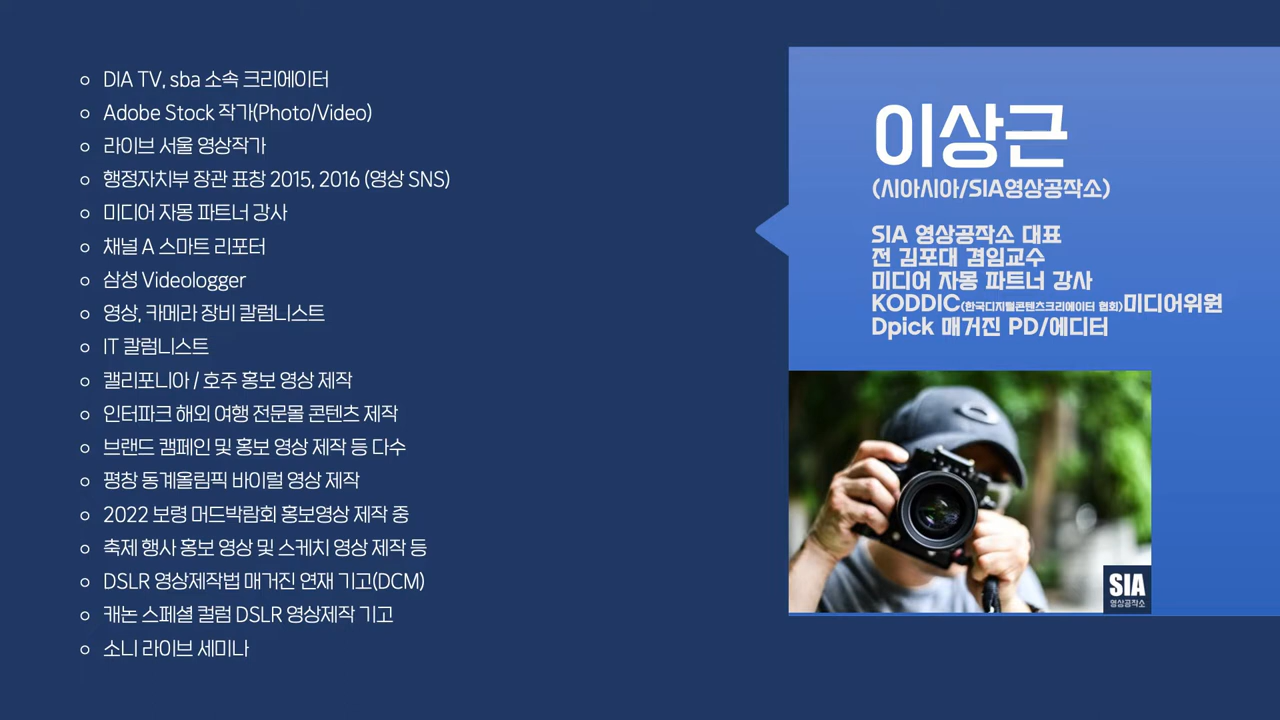 DIA TV, sba 소속 크리에이터
Adobe Stock 작가(Photo/Video)
라이브 서울 영상작가
행정자치부 장관 표창 2015, 2016 (영상 SNS)
미디어 자몽 파트너 강사
채널 A 스마트 리포터
삼성 Videologger
영상, 카메라 장비 칼럼니스트
IT 칼럼니스트
캘리포니아 / 호주 홍보 영상 제작
인터파크 해외 여행 전문몰 콘텐츠 제작
브랜드 캠페인 및 홍보 영상 제작 등 다수
평창 동계올림픽 바이럴 영상 제작
2022 보령 머드박람회 홍보영상 제작 중
축제 행사 홍보 영상 및 스케치 영상 제작 등
DSLR 영상제작법 매거진 연재 기고(DCM)
캐논 스페셜 컬럼 DSLR 영상제작 기고
소니 라이브 세미나
이상근
(시아시아/SIA영상공작소)
SIA 영상공작소 대표
전 김포대 겸임교수
미디어 자몽 파트너 강사
KODDIC(한국디지털콘텐츠크리에이터 협회)미디어위원
Dpick 매거진 PD/에디터
SIA
영상공작소